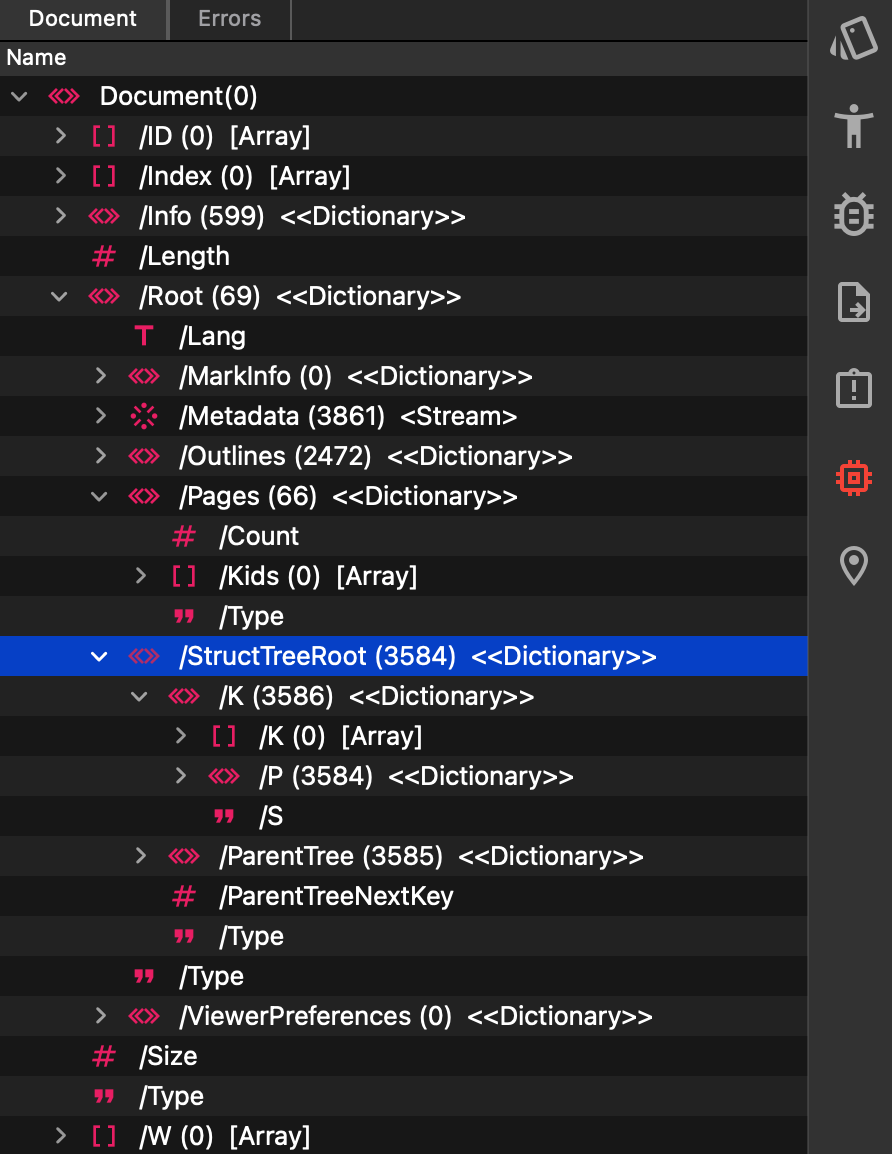 Document Errors
Name
Document(0)
/ID (0) [Array]
/Index (0) [Array]
/Info (599) <<Dictionary>>
/Length
/Root (69) <<Dictionary>>
/Lang
/MarkInfo (0) <<Dictionary>>
/Metadata (3861) <Stream>
/Outlines (2472) <<Dictionary>>
/Pages (66) <<Dictionary>>
/Count
/Kids (0) [Array]
/Type
/StructTreeRoot (3584) <<Dictionary>>
/K (3586) <<Dictionary>>
/K (0) [Array]
/P (3584) <<Dictionary>>
/S
/ParentTree (3585) <<Dictionary>>
/ParentTreeNextKey
/Type
/Type
/ViewerPreferences (0) <<Dictionary>>
/Size
/Type
/W (0) [Array]